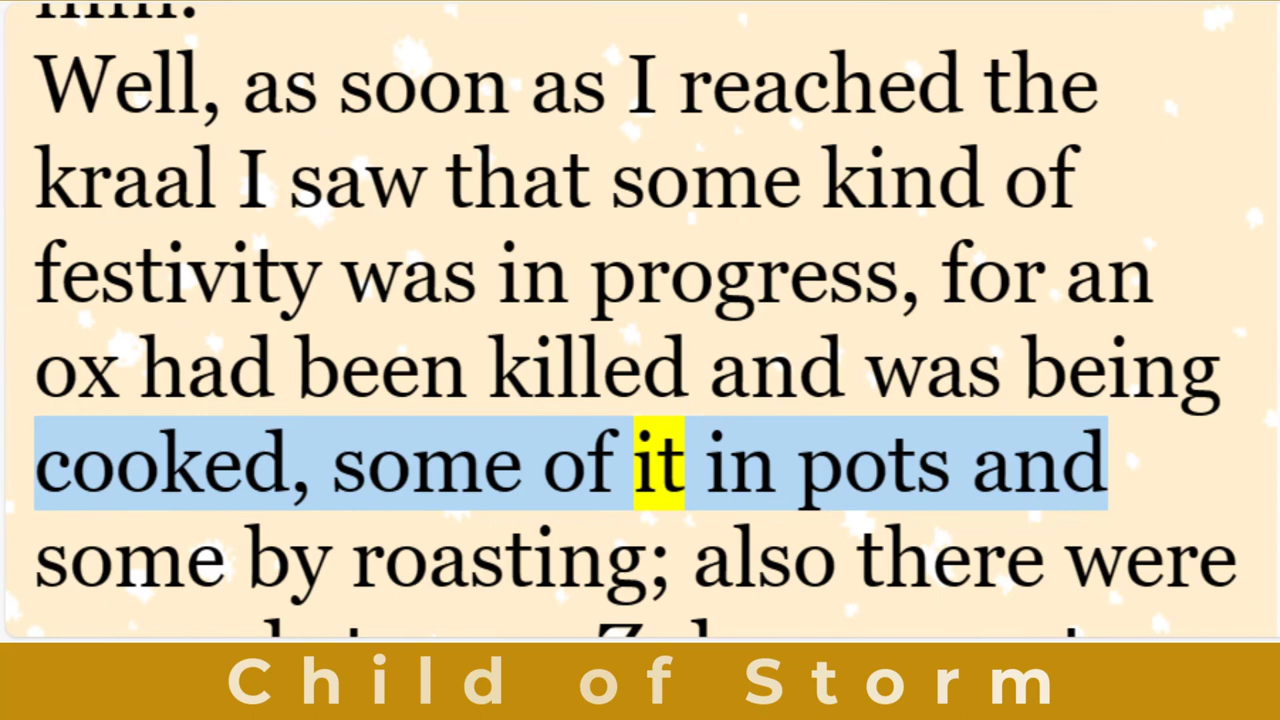 Well, as soon as I reached the
kraal I saw that some kind of
festivity was in progress, for an
ox had been killed and was being
cooked, some of it in pots and
some by roasting; also there were
Child of Storm